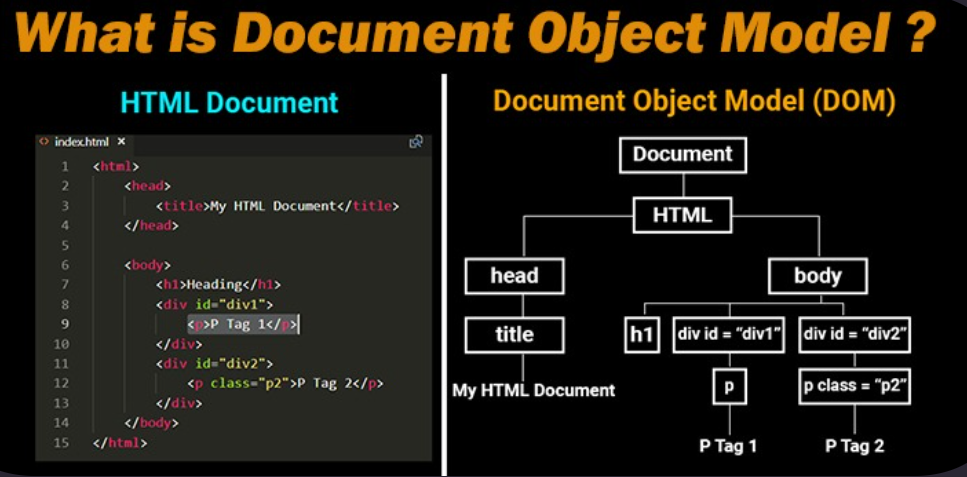 What is Document Object Model ?
HTML Document
index.html ×
1 <html>
2 <head>
3 <title>My HTML Document</title>
4 </head>
5
6 <body>
7 <h1>Heading</h1>
8 <div id="div1">
9 <p>P Tag 1</p>
10 </div>
11 <div id="div2">
12 <p class="p2">P Tag 2</p>
13 </div>
14 </body>
15 </html>
Document Object Model (DOM)
Document
HTML
head
body
title
h1
div id = “div1”
div id = “div2”
My HTML Document
p
p class = “p2”
P Tag 1
P Tag 2